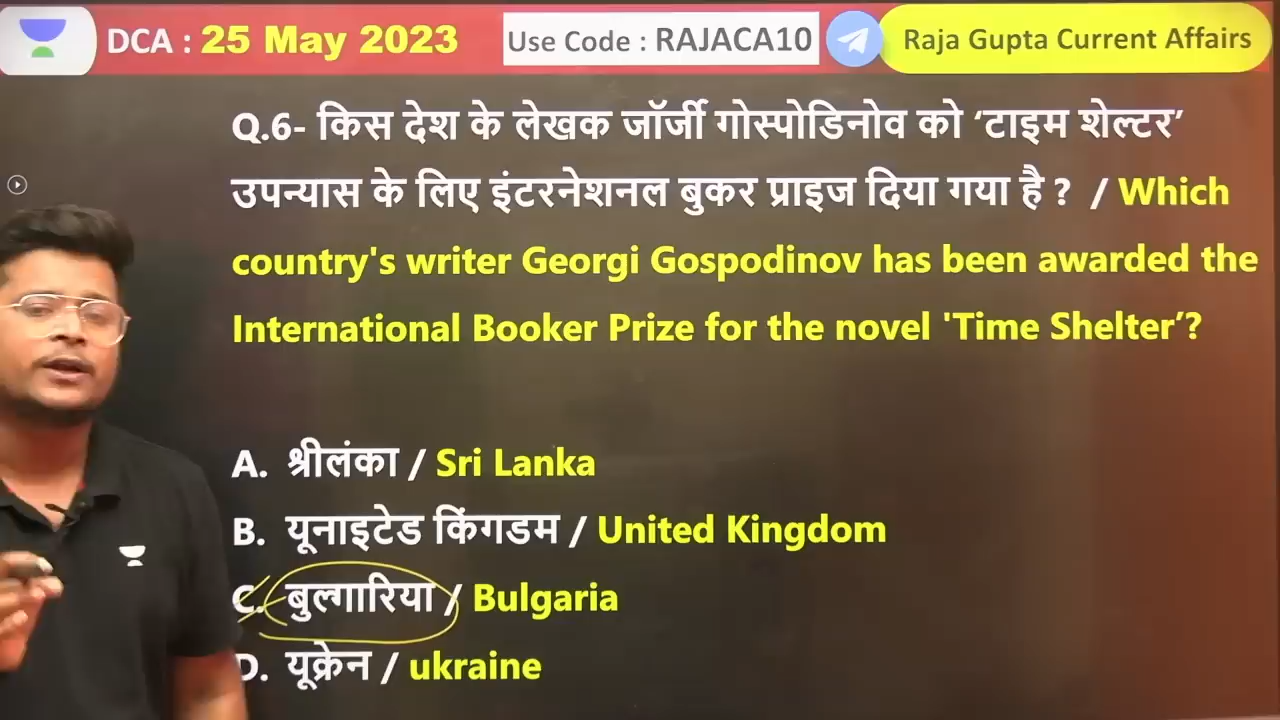 DCA : 25 May 2023
Use Code : RAJACA10
Raja Gupta Current Affairs
Q.6- किस देश के लेखक जॉर्जी गोस्पोडिनोव को ‘टाइम शेल्टर’
उपन्यास के लिए इंटरनेशनल बुकर प्राइज दिया गया है ? / Which
country's writer Georgi Gospodinov has been awarded the
International Booker Prize for the novel 'Time Shelter’?
A. श्रीलंका / Sri Lanka
B. यूनाइटेड किंगडम / United Kingdom
C. बुल्गारिया / Bulgaria
D. यूक्रेन / ukraine